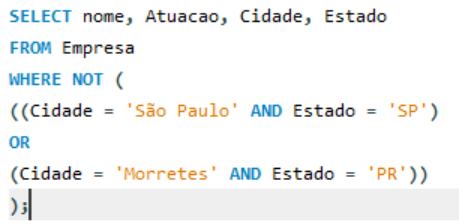 SELECT nome, Atuacao, Cidade, Estado
FROM Empresa
WHERE NOT (
((Cidade = 'São Paulo' AND Estado = 'SP')
OR
(Cidade = 'Morretes' AND Estado = 'PR'))
);